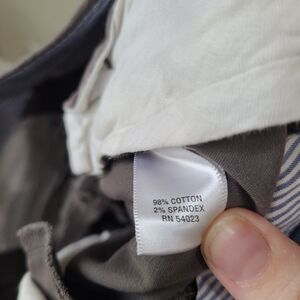 98% COTTON
2% SPANDEX
RN 54023